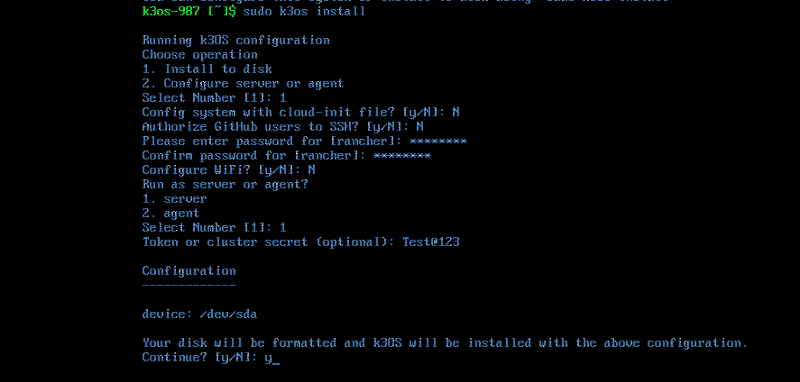 k3os-987 [~]$ sudo k3os install
Running k3OS configuration
Choose operation
1. Install to disk
2. Configure server or agent
Select Number [1]: 1
Config system with cloud-init file? [y/N]: N
Authorize GitHub users to SSH? [y/N]: N
Please enter password for [rancher]: ********
Confirm password for [rancher]: ********
Configure WiFi? [y/N]: N
Run as server or agent?
1. server
2. agent
Select Number [1]: 1
Token or cluster secret (optional): Test@123
Configuration
-------------
device: /dev/sda
Your disk will be formatted and k3OS will be installed with the above configuration.
Continue? [y/N]: y_